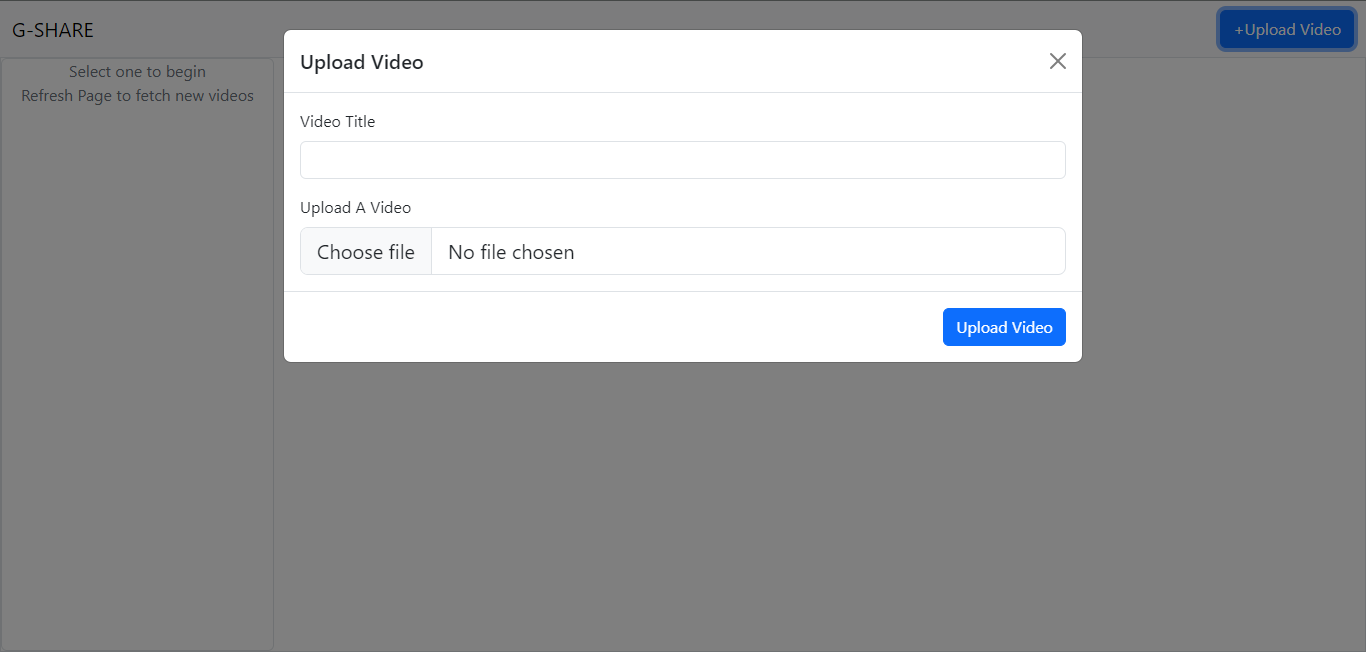 G-SHARE
+Upload Video
Select one to begin
Refresh Page to fetch new videos
Upload Video
Video Title
Upload A Video
Choose file
No file chosen
Upload Video